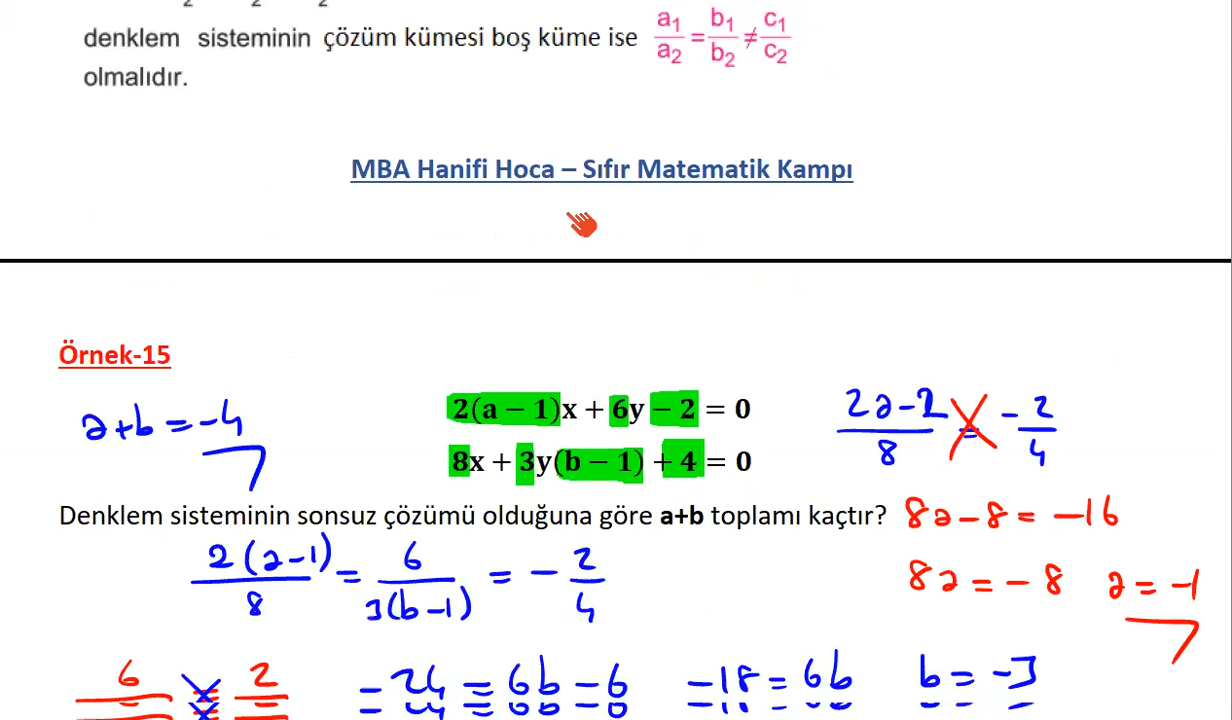 2 2 2
denklem sisteminin çözüm kümesi boş küme ise a1/a2 = b1/b2 ≠ c1/c2
olmalıdır.
MBA Hanifi Hoca – Sıfır Matematik Kampı
Örnek-15
a+b = -4
2(a − 1)x + 6y − 2 = 0
8x + 3y(b − 1) + 4 = 0
2a-2/8 = -2/4
Denklem sisteminin sonsuz çözümü olduğuna göre a+b toplamı kaçtır?
8a-8 = -16
2(a-1)/8 = 6/3(b-1) = -2/4
8a = -8 a = -1
6 2
-24 = 6b-6 -18 = 6b b = -3